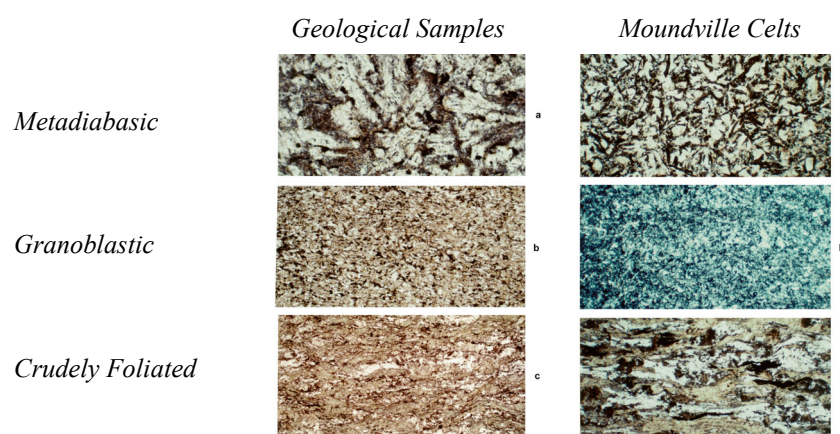 Geological Samples Moundville Celts
Metadiabasic a
Granoblastic b
Crudely Foliated c